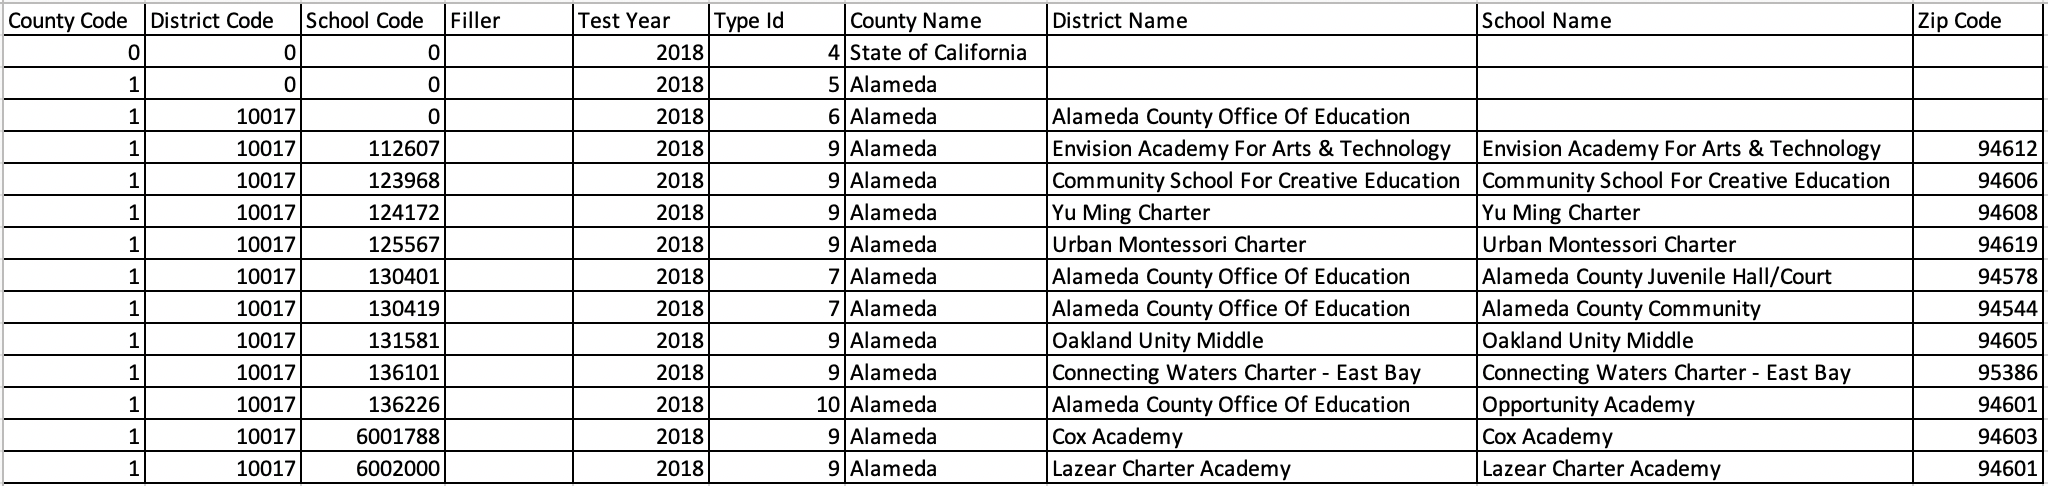 County Code District Code School Code Filler Test Year Type Id County Name District Name School Name Zip Code
0 0 0 2018 4 State of California
1 0 0 2018 5 Alameda
1 10017 0 2018 6 Alameda Alameda County Office Of Education
1 10017 112607 2018 9 Alameda Envision Academy For Arts & Technology Envision Academy For Arts & Technology 94612
1 10017 123968 2018 9 Alameda Community School For Creative Education Community School For Creative Education 94606
1 10017 124172 2018 9 Alameda Yu Ming Charter Yu Ming Charter 94608
1 10017 125567 2018 9 Alameda Urban Montessori Charter Urban Montessori Charter 94619
1 10017 130401 2018 7 Alameda Alameda County Office Of Education Alameda County Juvenile Hall/Court 94578
1 10017 130419 2018 7 Alameda Alameda County Office Of Education Alameda County Community 94544
1 10017 131581 2018 9 Alameda Oakland Unity Middle Oakland Unity Middle 94605
1 10017 136101 2018 9 Alameda Connecting Waters Charter - East Bay Connecting Waters Charter - East Bay 95386
1 10017 136226 2018 10 Alameda Alameda County Office Of Education Opportunity Academy 94601
1 10017 6001788 2018 9 Alameda Cox Academy Cox Academy 94603
1 10017 6002000 2018 9 Alameda Lazear Charter Academy Lazear Charter Academy 94601